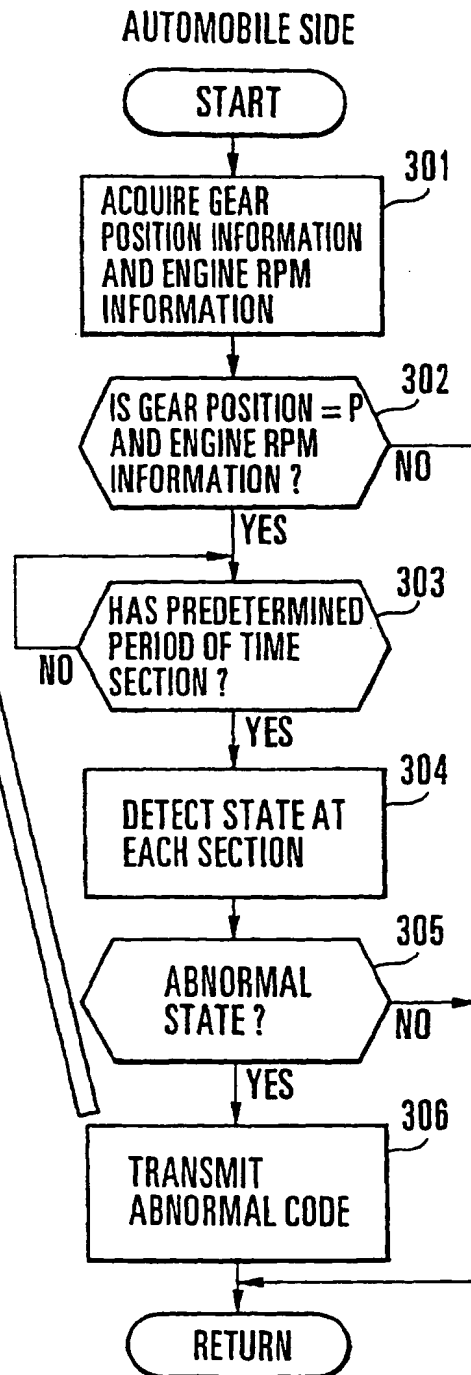 AUTOMOBILE SIDE
START
301
ACQUIRE GEAR
POSITION INFORMATION
AND ENGINE RPM
INFORMATION
302
IS GEAR POSITION = P
AND ENGINE RPM
INFORMATION ?
NO
YES
303
HAS PREDETERMINED
PERIOD OF TIME
SECTION ?
NO
YES
304
DETECT STATE AT
EACH SECTION
305
ABNORMAL
STATE ?
NO
YES
306
TRANSMIT
ABNORMAL CODE
RETURN